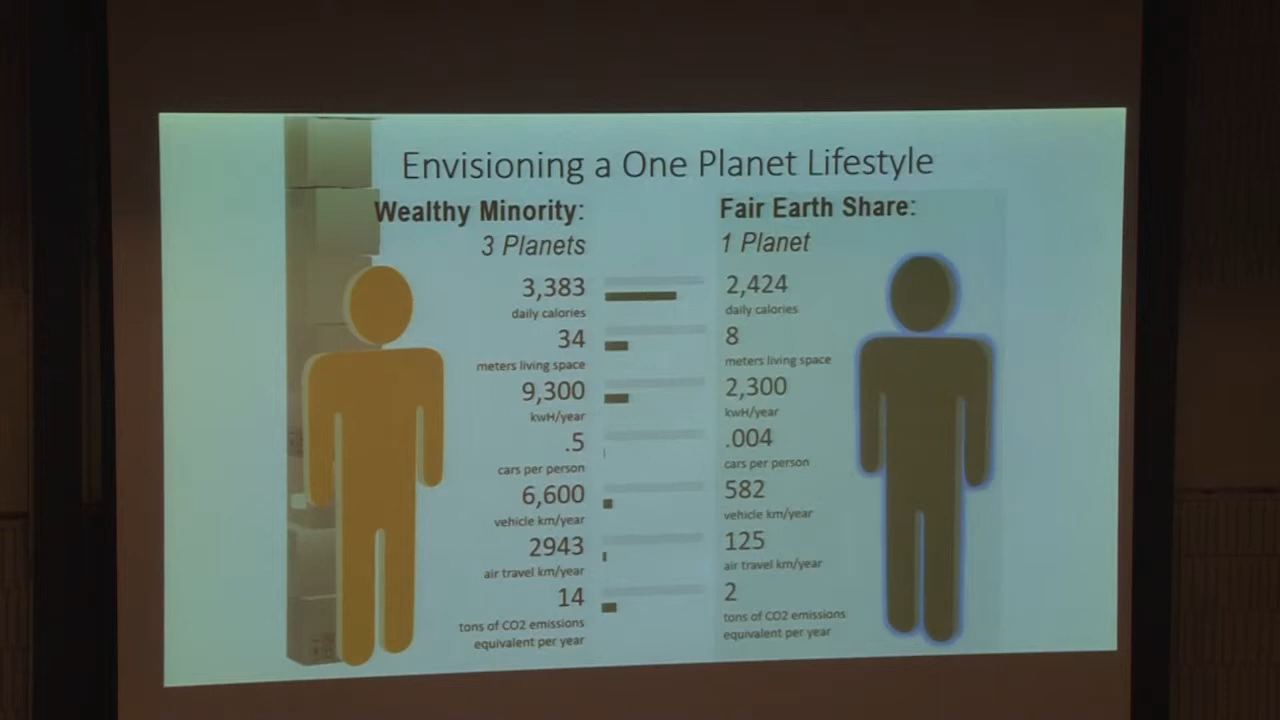 Envisioning a One Planet Lifestyle
Wealthy Minority:
3 Planets
3,383
daily calories
34
meters living space
9,300
kwH/year
.5
cars per person
6,600
vehicle km/year
2943
air travel km/year
14
tons of CO2 emissions
equivalent per year
Fair Earth Share:
1 Planet
2,424
daily calories
8
meters living space
2,300
kwH/year
.004
cars per person
582
vehicle km/year
125
air travel km/year
2
tons of CO2 emissions
equivalent per year